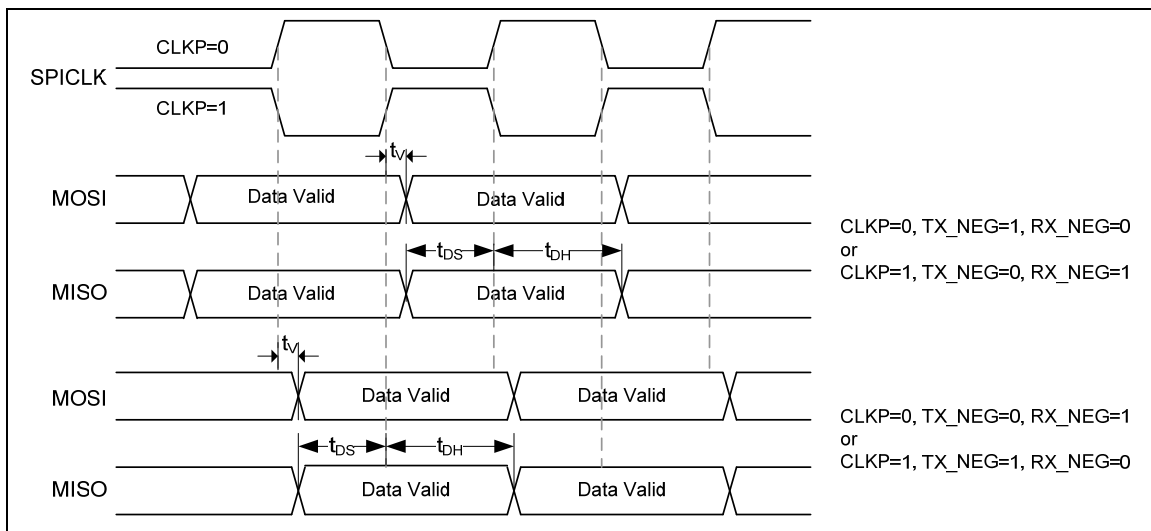 CLKP=0
SPICLK
CLKP=1
tV
MOSI
Data Valid
Data Valid
CLKP=0, TX_NEG=1, RX_NEG=0
or
CLKP=1, TX_NEG=0, RX_NEG=1
tDS
tDH
MISO
Data Valid
Data Valid
tV
MOSI
Data Valid
Data Valid
CLKP=0, TX_NEG=0, RX_NEG=1
or
CLKP=1, TX_NEG=1, RX_NEG=0
tDS
tDH
MISO
Data Valid
Data Valid